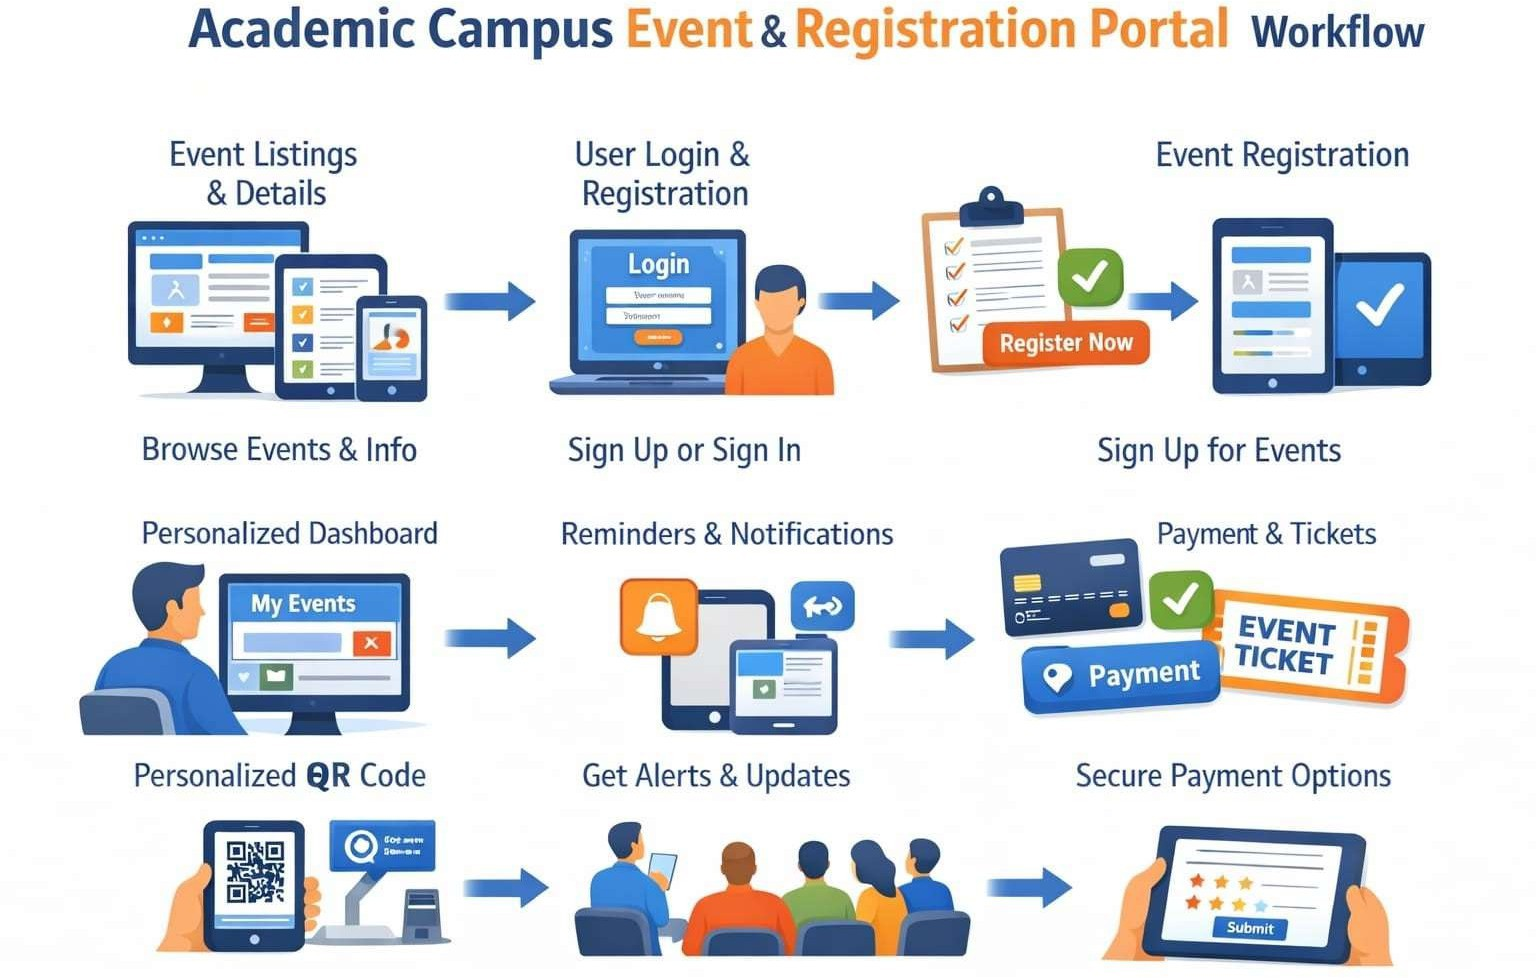 Academic Campus Event & Registration Portal Workflow
Event Listings
& Details
User Login &
Registration
Event Registration
Login
Register Now
Browse Events & Info
Sign Up or Sign In
Sign Up for Events
Personalized Dashboard
Reminders & Notifications
Payment & Tickets
My Events
EVENT
TICKET
Payment
Personalized QR Code
Get Alerts & Updates
Secure Payment Options
Submit